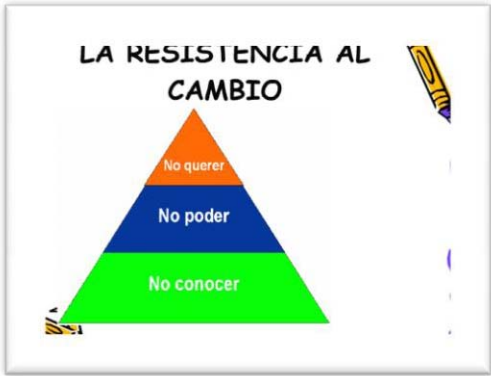 LA RESISTENCIA AL
CAMBIO
No querer
No poder
No conocer